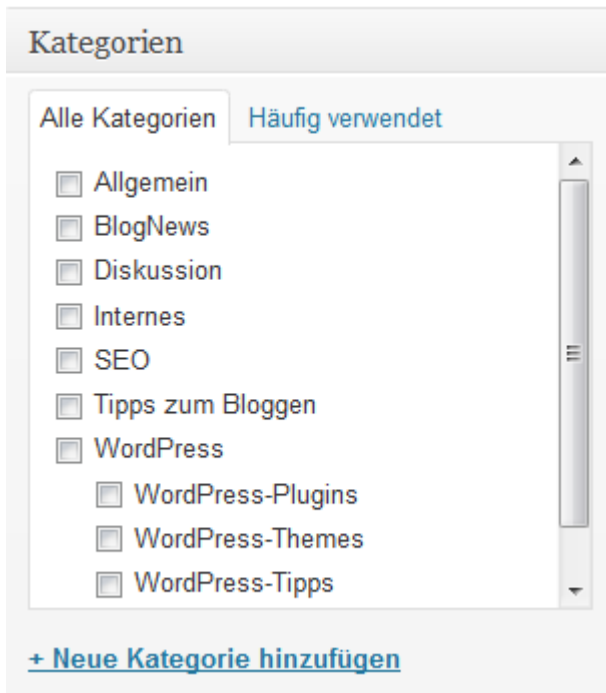 Kategorien
Alle Kategorien Häufig verwendet
Allgemein
BlogNews
Diskussion
Internes
SEO
Tipps zum Bloggen
WordPress
WordPress-Plugins
WordPress-Themes
WordPress-Tipps
+ Neue Kategorie hinzufügen